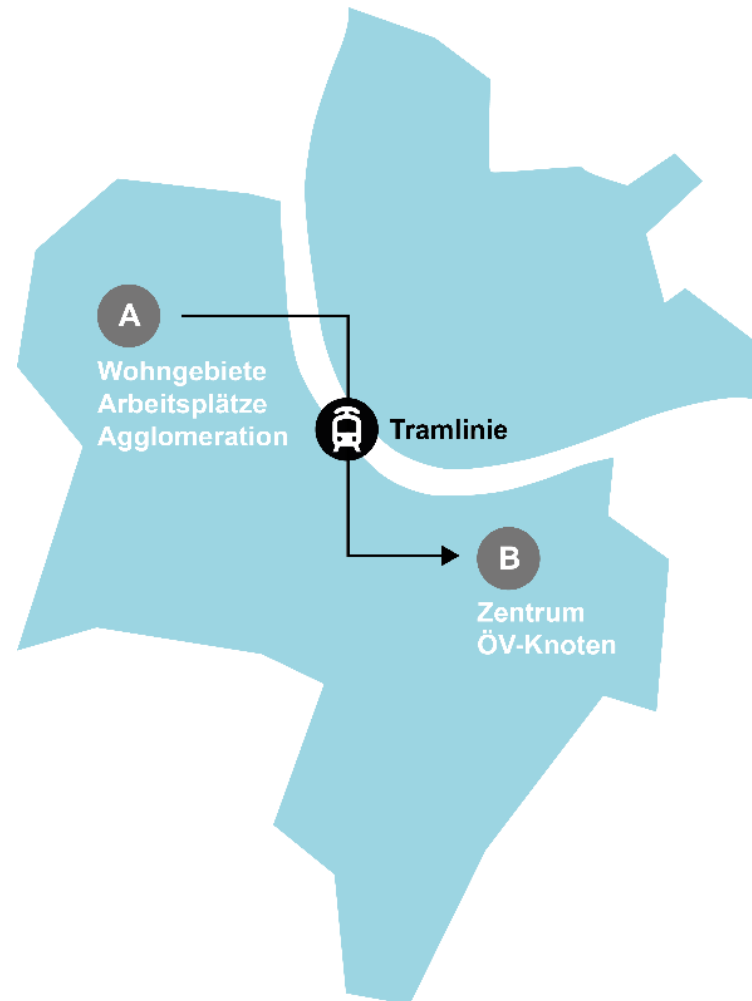 A
Wohngebiete
Arbeitsplätze
Agglomeration
Tramlinie
B
Zentrum
ÖV-Knoten